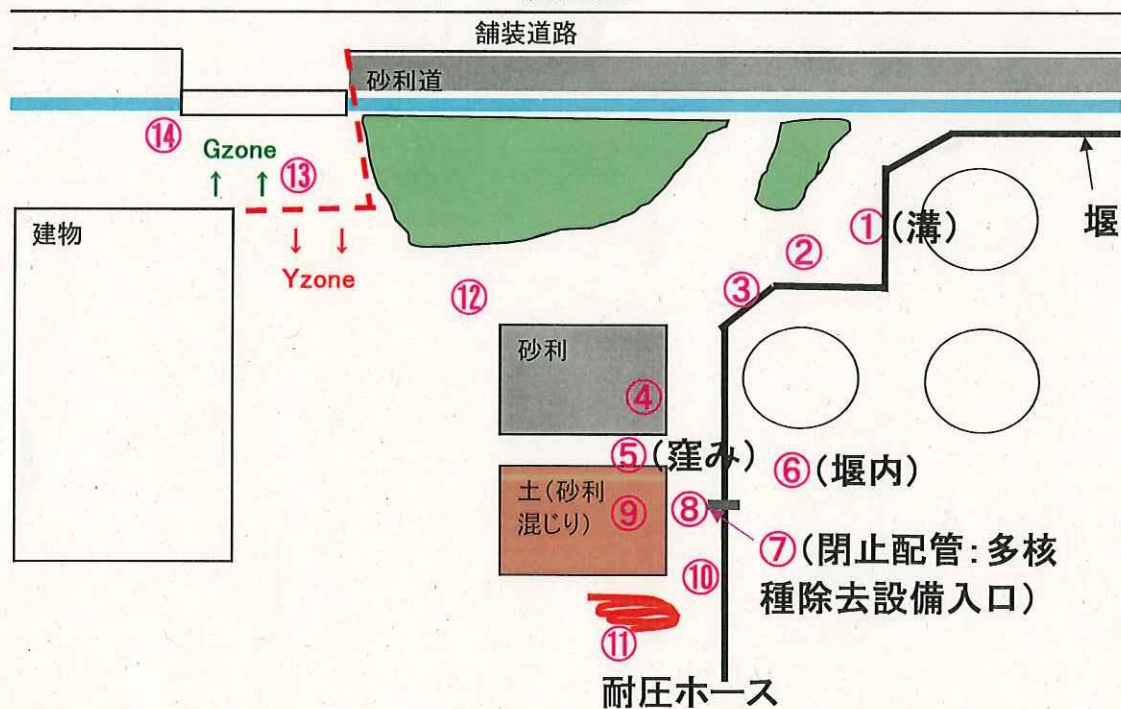 舗装道路
砂利道
⑭
Gzone
↑ ↑
⑬
建物
↓ ↓
Yzone
①(溝)
堰
②
③
⑫
砂利
④
⑤(窪み)
⑥(堰内)
土(砂利
混じり)
⑨
⑧
⑦(閉止配管:多核
種除去設備入口)
⑩
⑪
耐圧ホース